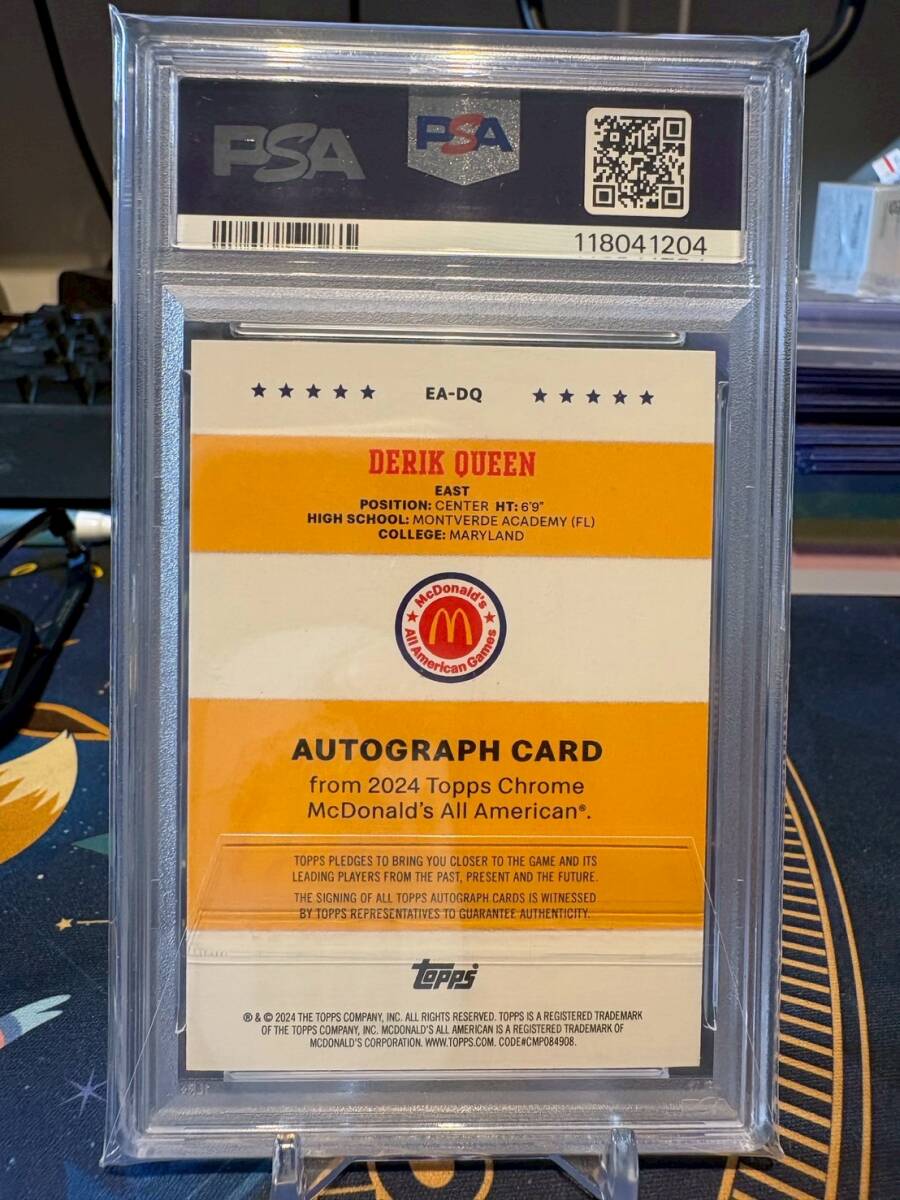 PSA PSA
118041204
EA-DQ
DERIK QUEEN
EAST
POSITION: CENTER HT: 6'9"
HIGH SCHOOL: MONTVERDE ACADEMY (FL)
COLLEGE: MARYLAND
McDonald's
All American Games
AUTOGRAPH CARD
from 2024 Topps Chrome
McDonald's All American®.
TOPPS PLEDGES TO BRING YOU CLOSER TO THE GAME AND ITS
LEADING PLAYERS FROM THE PAST, PRESENT AND THE FUTURE.
THE SIGNING OF ALL TOPPS AUTOGRAPH CARDS IS WITNESSED
BY TOPPS REPRESENTATIVES TO GUARANTEE AUTHENTICITY.
topps
® & © 2024 THE TOPPS COMPANY, INC. ALL RIGHTS RESERVED. TOPPS IS A REGISTERED TRADEMARK
OF THE TOPPS COMPANY, INC. MCDONALD'S ALL AMERICAN IS A REGISTERED TRADEMARK OF
MCDONALD'S CORPORATION. WWW.TOPPS.COM. CODE#CMP084908.